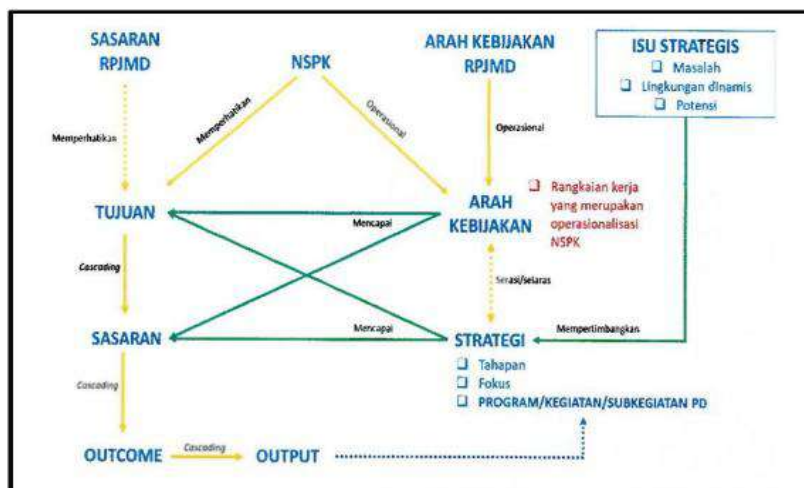 SASARAN
RPJMD
NSPK
ARAH KEBIJAKAN
RPJMD
ISU STRATEGIS
Masalah
Lingkungan dinamis
Potensi
Memperhatikan
Memperhatikan
Operasional
Operasional
TUJUAN
ARAH
KEBIJAKAN
Rangkaian kerja
yang merupakan
operasionalisasi
NSPK
Mencapai
Cascading
Serasi/selaras
SASARAN
Mencapai
STRATEGI
Mempertimbangkan
Tahapan
Fokus
PROGRAM/KEGIATAN/SUBKEGIATAN PD
Cascading
OUTCOME
Cascading
OUTPUT